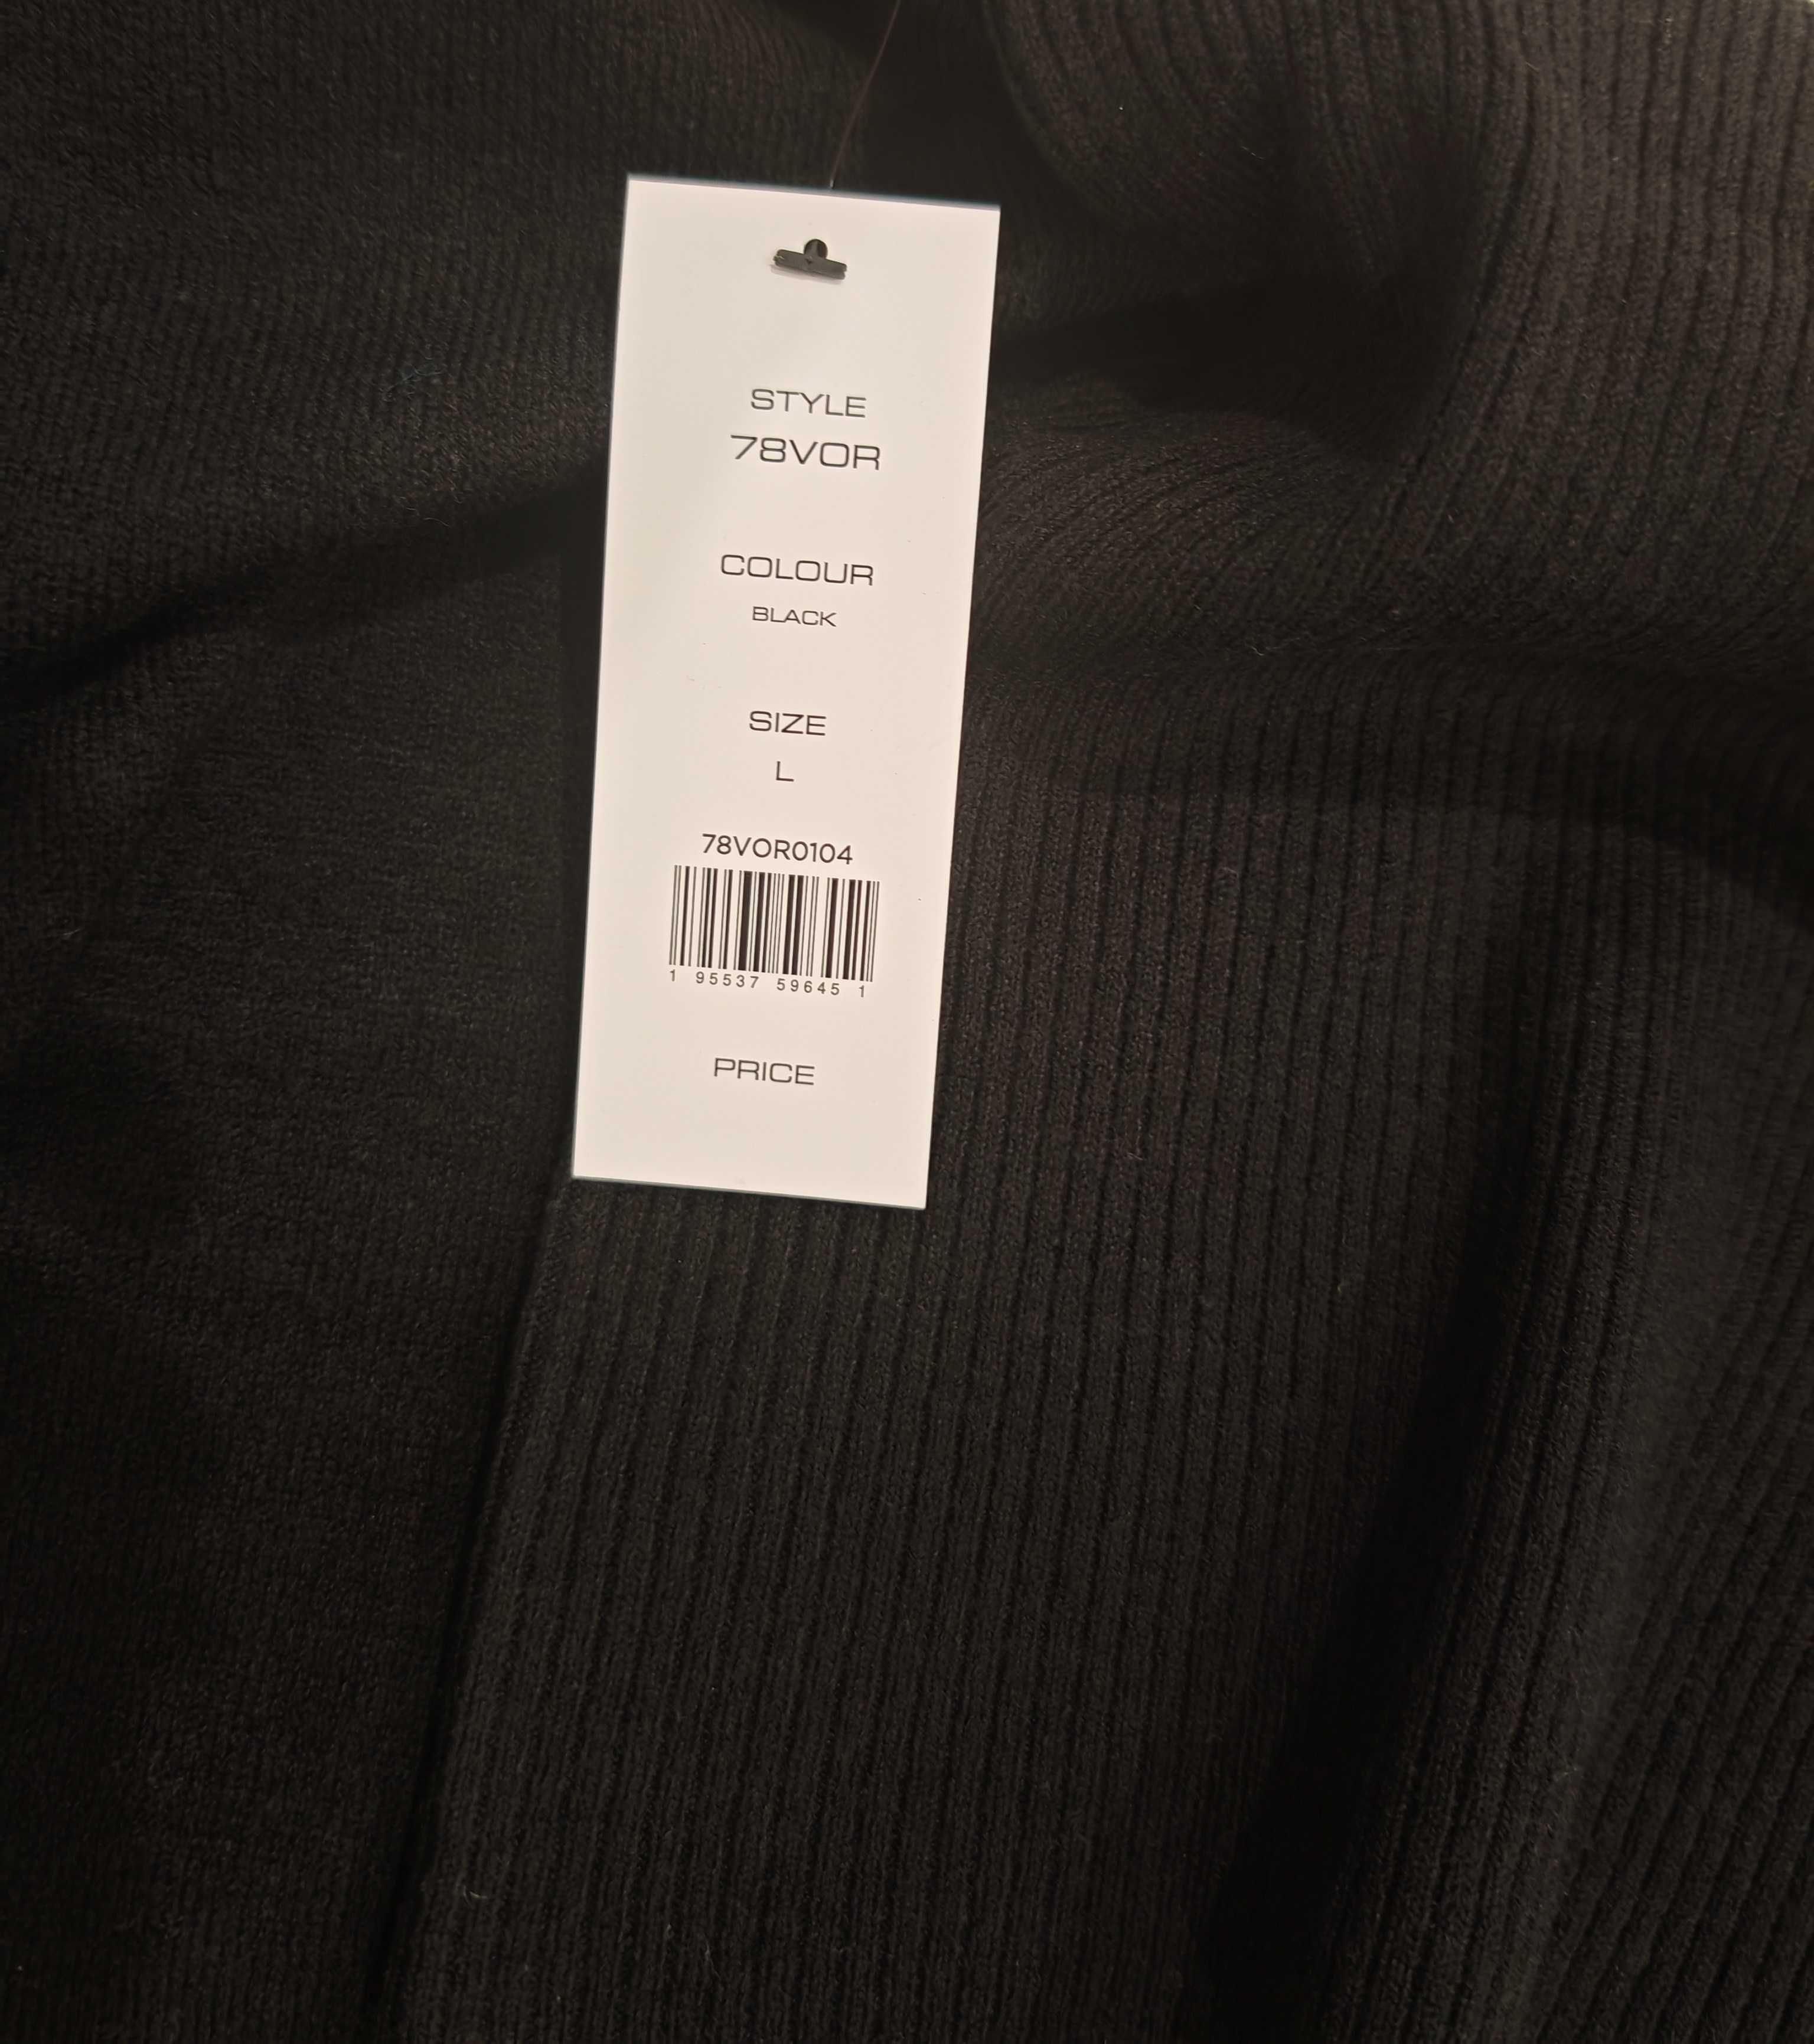 STYLE
78VOR
COLOUR
BLACK
SIZE
L
78VOR0104
1 95537 59645 1
PRICE